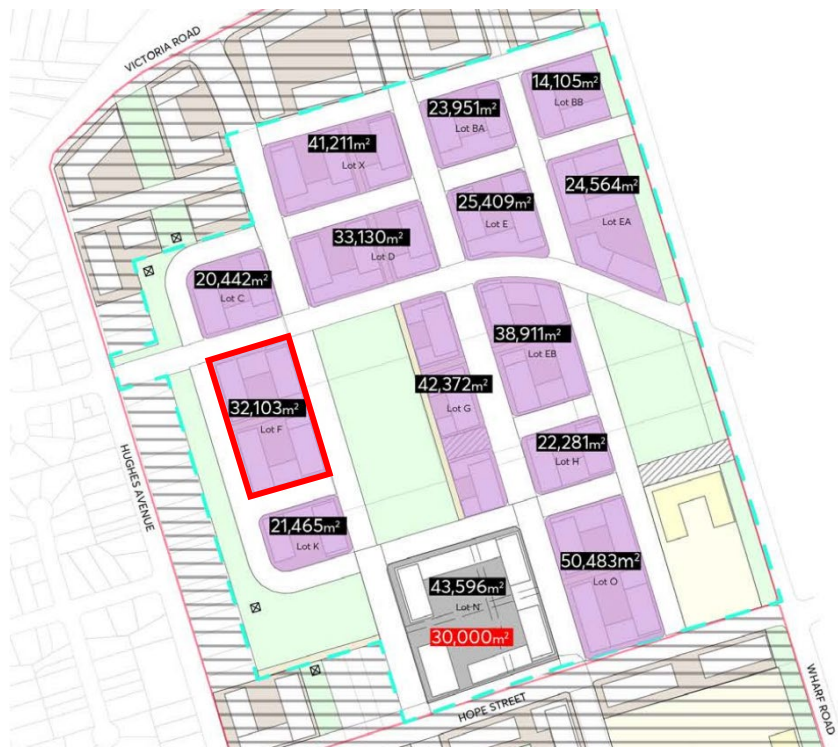 VICTORIA ROAD
14,105m²
Lot BB
23,951m²
Lot BA
41,211m²
Lot X
24,564m²
Lot EA
25,409m²
Lot E
33,130m²
Lot D
20,442m²
Lot C
38,911m²
Lot EB
42,372m²
Lot G
32,103m²
Lot F
22,281m²
Lot H
HUGHES AVENUE
21,465m²
Lot K
50,483m²
Lot O
43,596m²
Lot N
30,000m²
HOPE STREET
WHARF ROAD